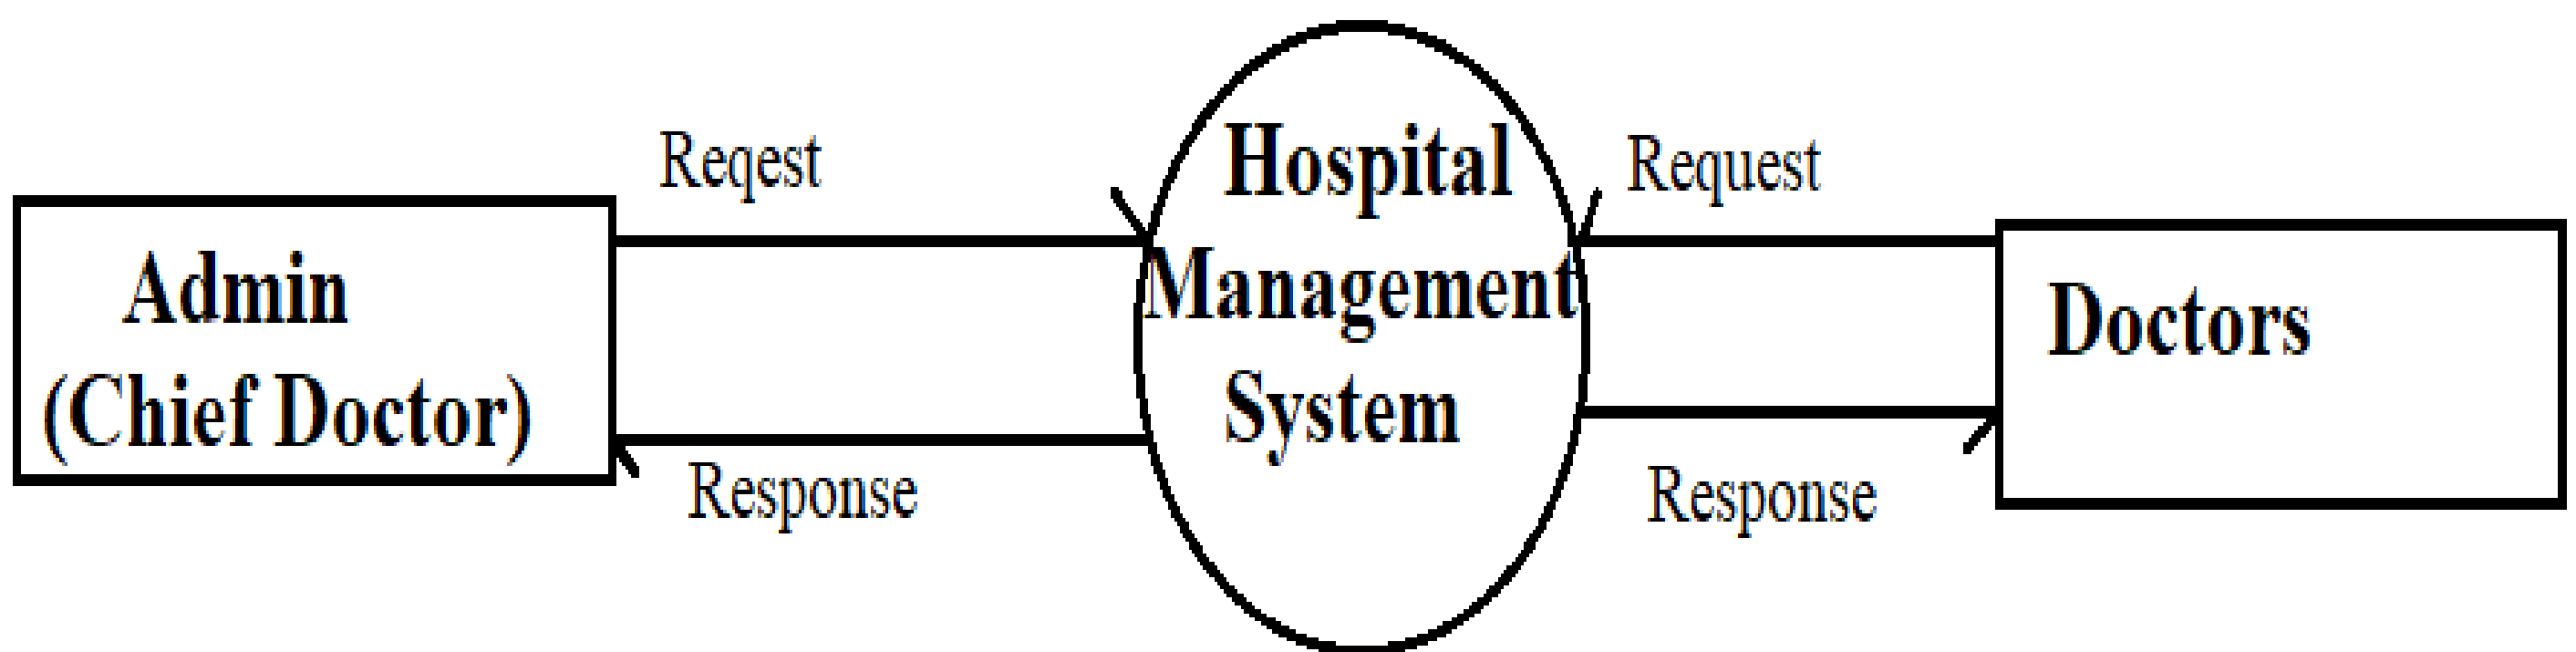 Reqest
Request
Hospital
Management
System
Admin
(Chief Doctor)
Doctors
Response
Response